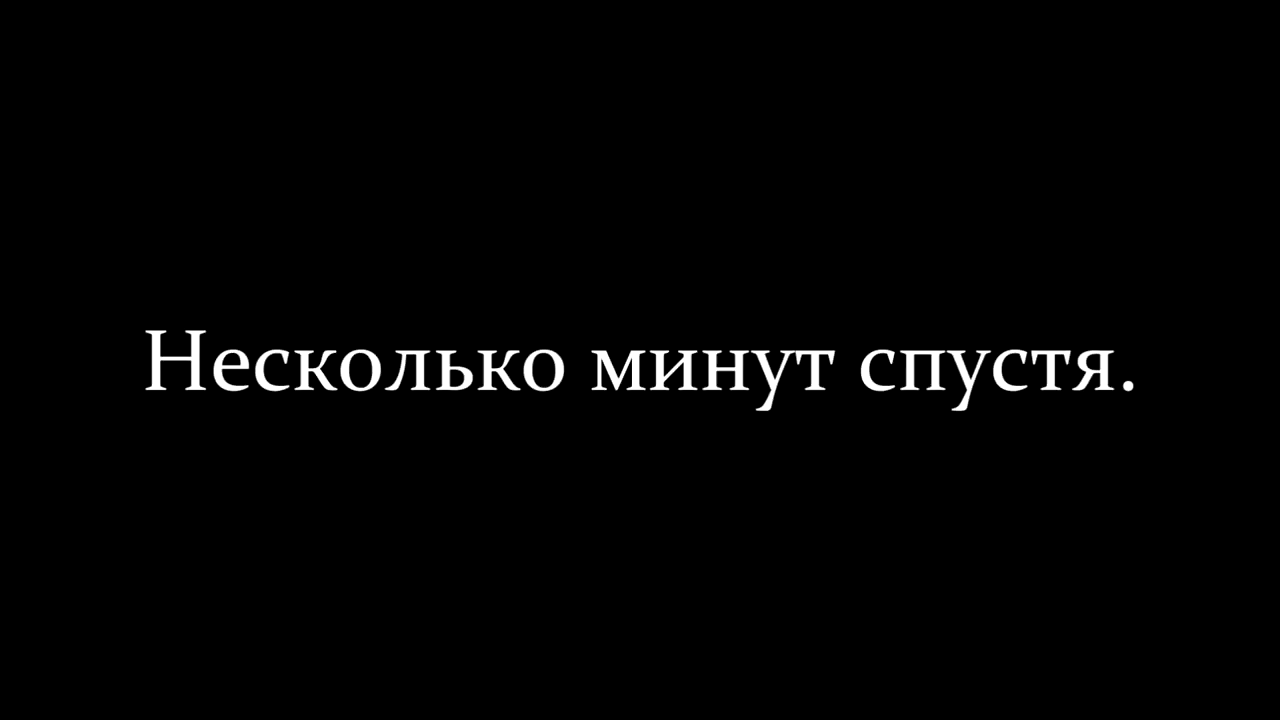 Несколько минут спустя.